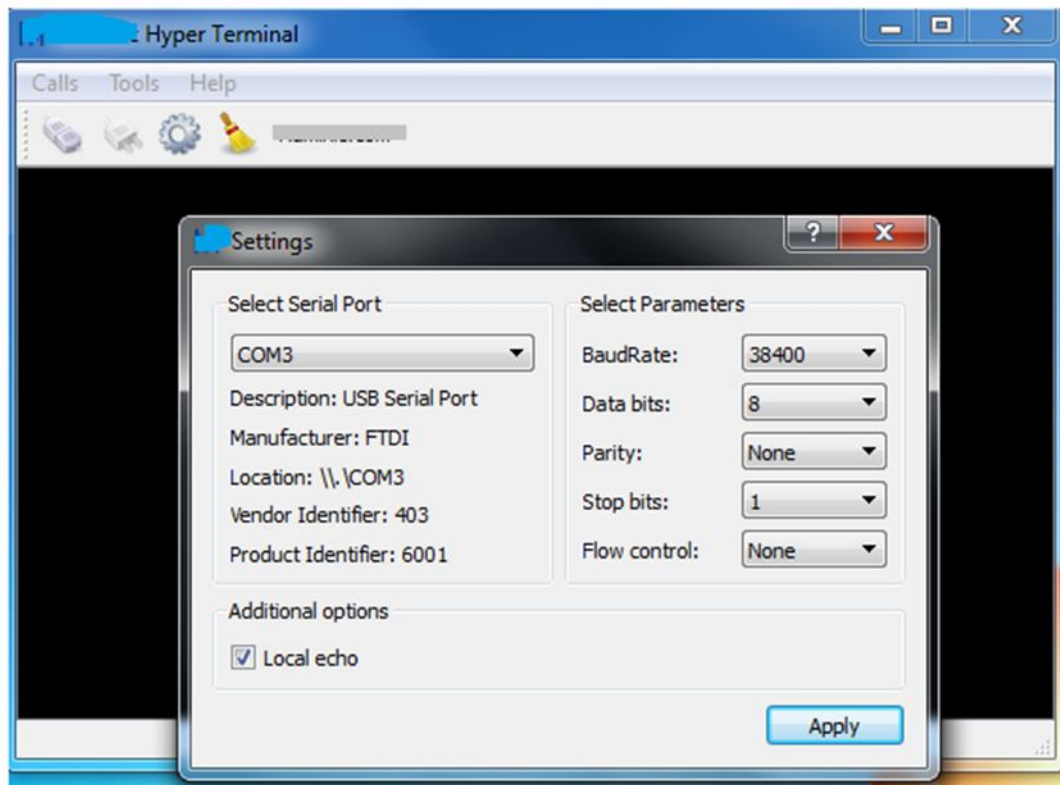 Hyper Terminal
Calls Tools Help
Settings
Select Serial Port
COM3
Description: USB Serial Port
Manufacturer: FTDI
Location: \\.\COM3
Vendor Identifier: 403
Product Identifier: 6001
Select Parameters
BaudRate: 38400
Data bits: 8
Parity: None
Stop bits: 1
Flow control: None
Additional options
Local echo
Apply